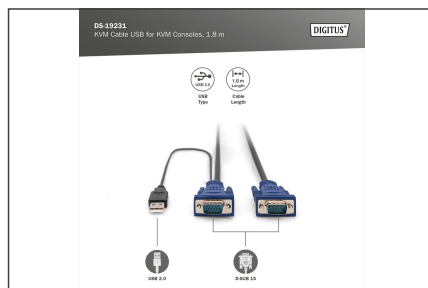 DS-19231
KVM Cable USB for KVM Consoles, 1.8 m
DIGITUS®
USB 2.0
USB
Type
1.8 m
Length
Cable
Length
USB 2.0
D-SUB 15